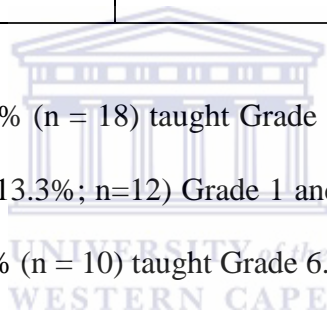 % (n = 18) taught Grade
13.3%; n=12) Grade 1 and
UNIVERSITY of the
% (n = 10) taught Grade 6.
WESTERN CAPE